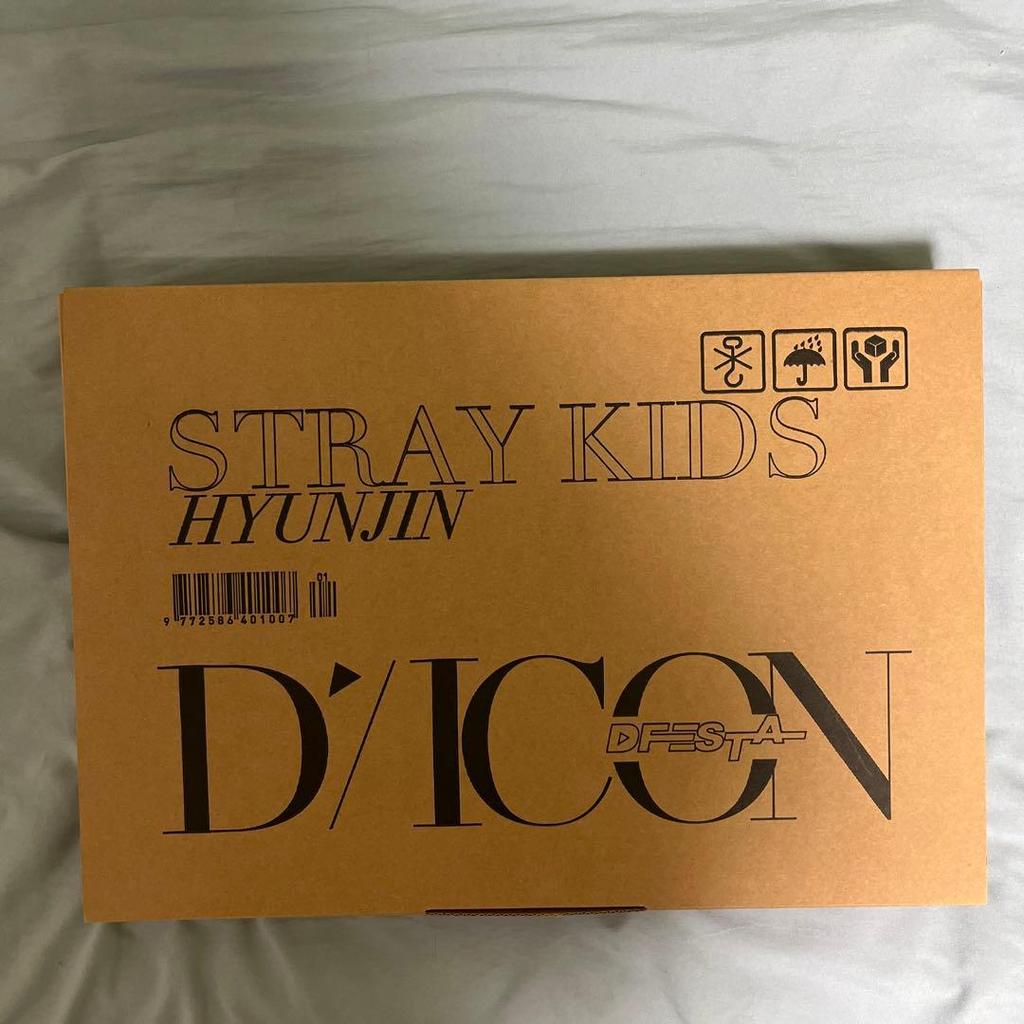 STRAY KIDS
HYUNJIN
01
9 772586 401007
D'/ICON
DFESTA